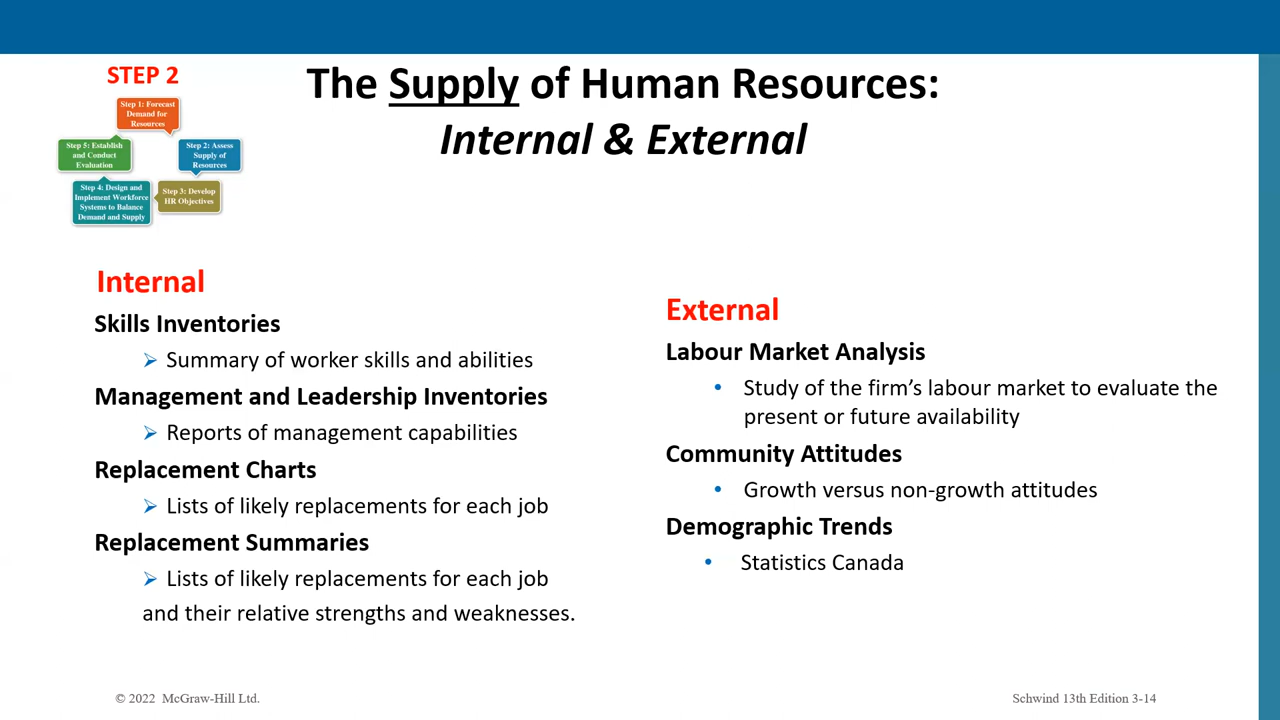 STEP 2
The Supply of Human Resources:
Internal & External
Step 1: Forecast
Demand for
Resources
Step 2: Assess
Supply of
Resources
Step 3: Develop
HR Objectives
Step 4: Design and
Implement Workforce
Systems to Balance
Demand and Supply
Step 5: Establish
and Conduct
Evaluation
Internal
Skills Inventories
➢ Summary of worker skills and abilities
Management and Leadership Inventories
➢ Reports of management capabilities
Replacement Charts
➢ Lists of likely replacements for each job
Replacement Summaries
➢ Lists of likely replacements for each job
and their relative strengths and weaknesses.
External
Labour Market Analysis
• Study of the firm’s labour market to evaluate the
present or future availability
Community Attitudes
• Growth versus non-growth attitudes
Demographic Trends
• Statistics Canada
© 2022 McGraw-Hill Ltd.
Schwind 13th Edition 3-14